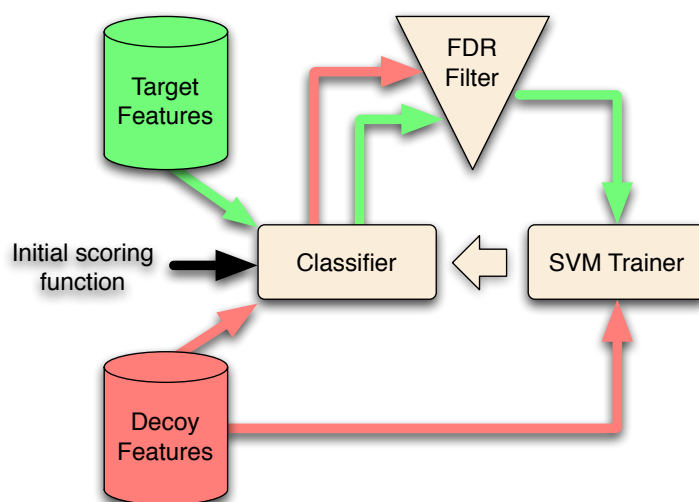 Target
Features
FDR
Filter
Initial scoring
function
Classifier
SVM Trainer
Decoy
Features